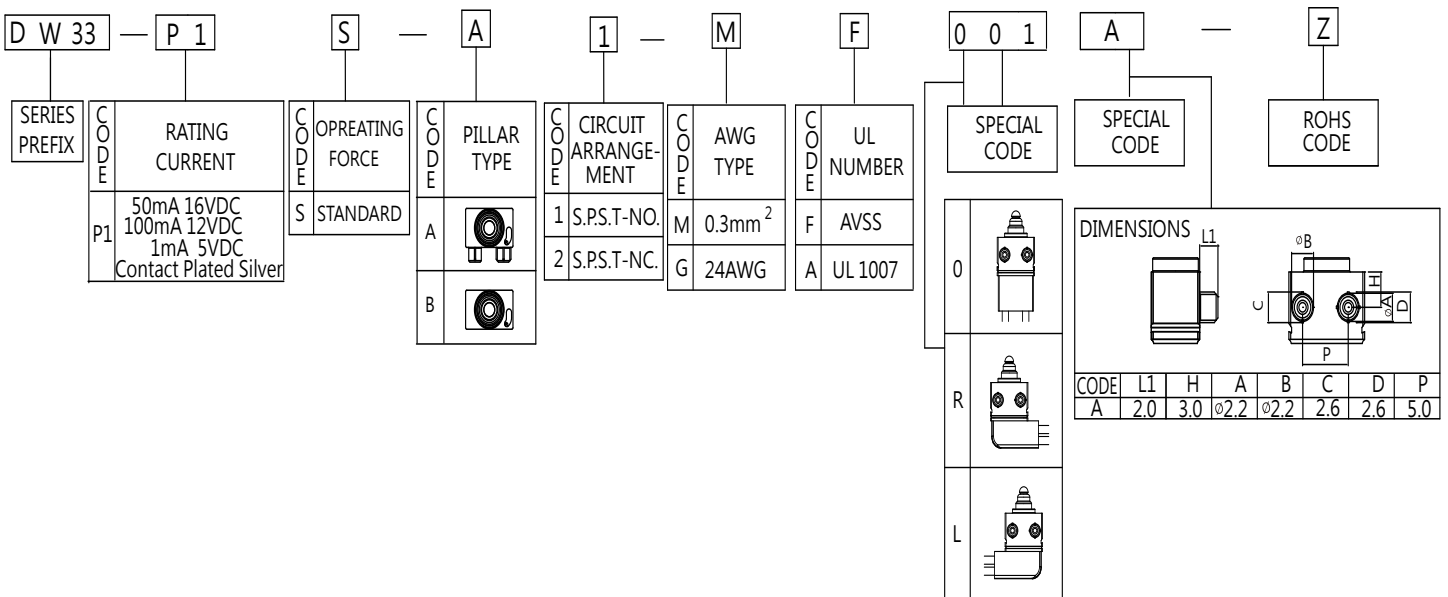 D W 33 — P 1 S — A 1 — M F 0 0 1 A — Z
SERIES
PREFIX
CODE
RATING
CURRENT
P1
50mA 16VDC
100mA 12VDC
1mA 5VDC
Contact Plated Silver
CODE
OPREATING
FORCE
S STANDARD
CODE
PILLAR
TYPE
A
B
CODE
CIRCUIT
ARRANGE-
MENT
1 S.P.S.T-NO.
2 S.P.S.T-NC.
CODE
AWG
TYPE
M 0.3mm²
G 24AWG
CODE
UL
NUMBER
F AVSS
A UL 1007
SPECIAL
CODE
0
R
L
SPECIAL
CODE
DIMENSIONS
L1
øB
H
C
øA
D
P
CODE L1 H A B C D P
A 2.0 3.0 ø2.2 ø2.2 2.6 2.6 5.0
ROHS
CODE